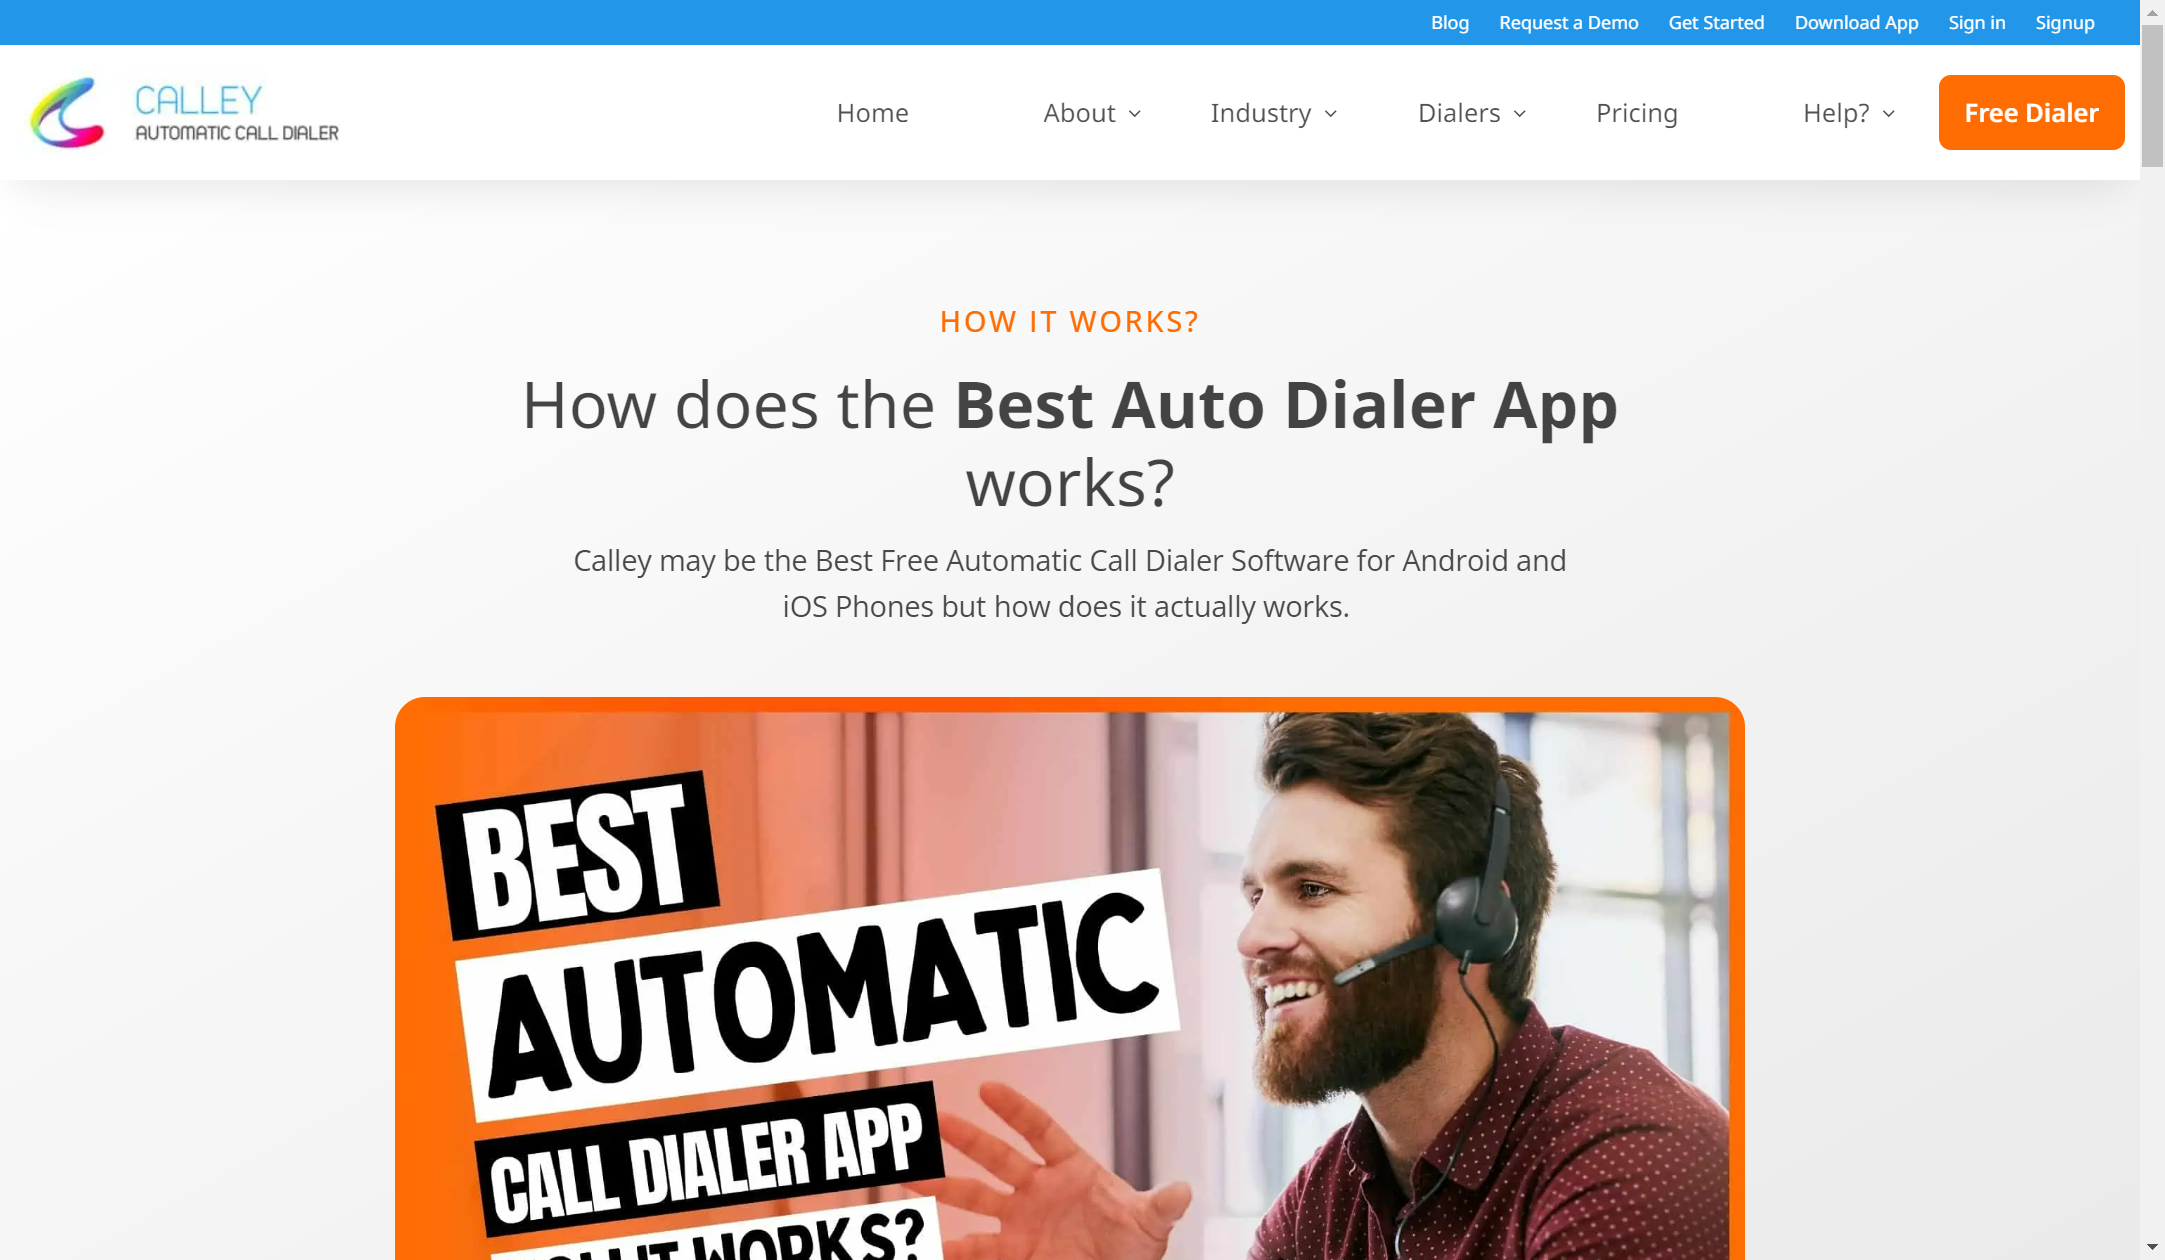 Blog Request a Demo Get Started Download App Sign in Signup
CALLEY
AUTOMATIC CALL DIALER
Home About Industry Dialers Pricing Help? Free Dialer
HOW IT WORKS?
How does the Best Auto Dialer App
works?
Calley may be the Best Free Automatic Call Dialer Software for Android and
iOS Phones but how does it actually works.
BEST
AUTOMATIC
CALL DIALER APP
IT WORKS?